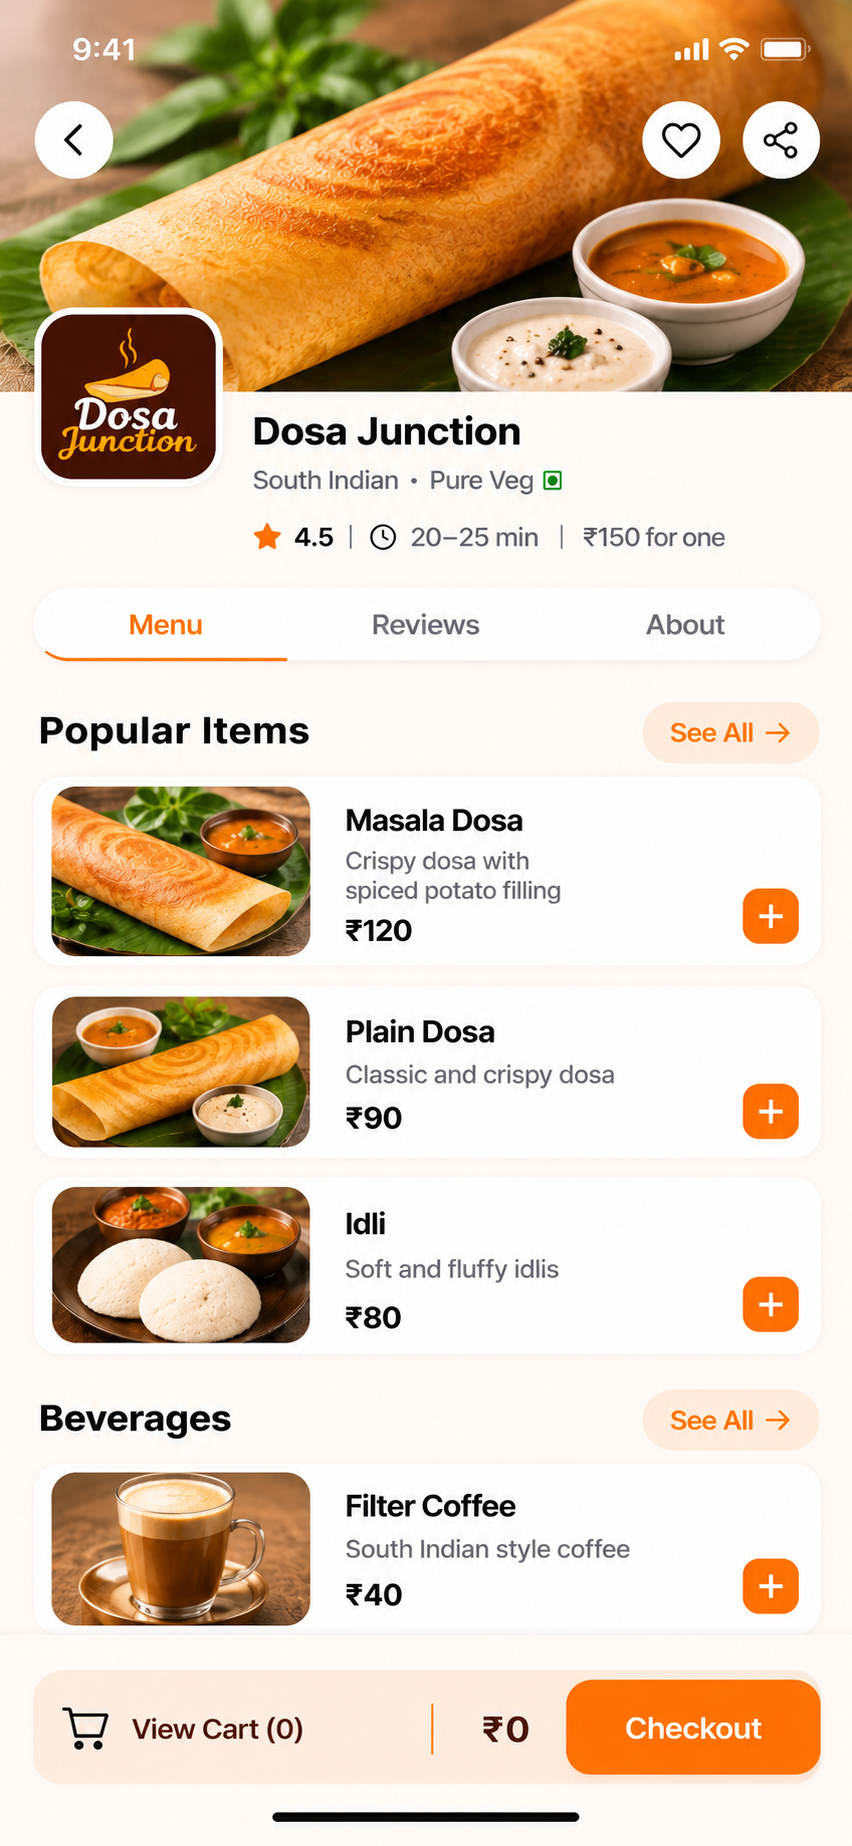 9:41
Dosa
Junction
Dosa Junction
South Indian • Pure Veg
4.5 | 20–25 min | ₹150 for one
Menu Reviews About
Popular Items See All →
Masala Dosa
Crispy dosa with
spiced potato filling
₹120
Plain Dosa
Classic and crispy dosa
₹90
Idli
Soft and fluffy idlis
₹80
Beverages See All →
Filter Coffee
South Indian style coffee
₹40
View Cart (0) | ₹0 Checkout